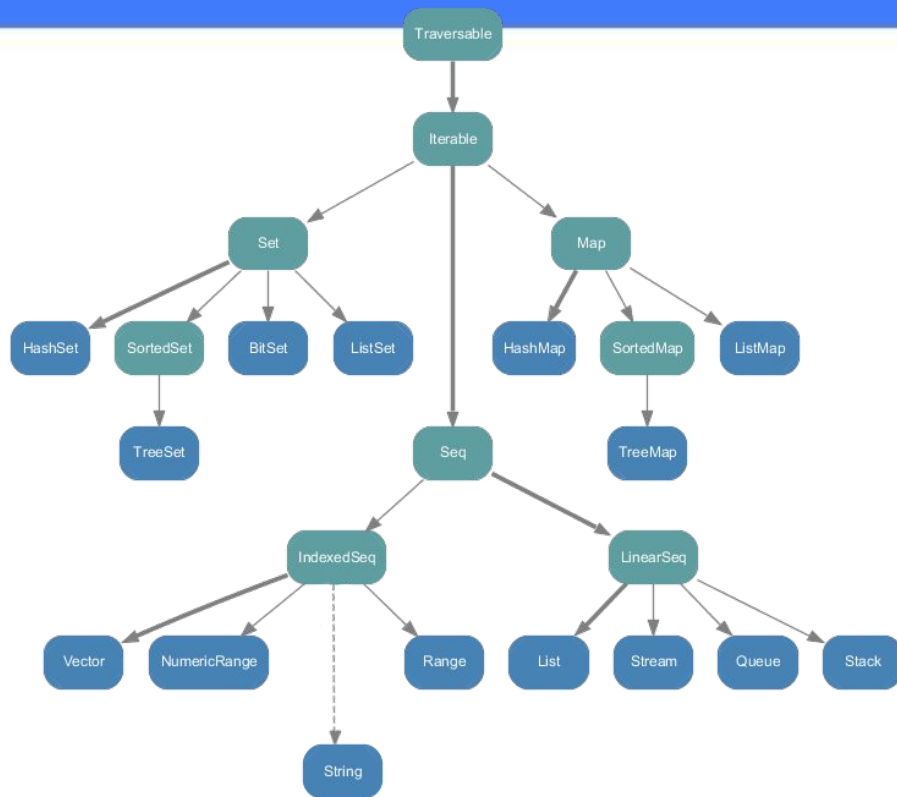 Traversable
Iterable
Set
Map
HashSet
SortedSet
BitSet
ListSet
HashMap
SortedMap
ListMap
TreeSet
Seq
TreeMap
IndexedSeq
LinearSeq
Vector
NumericRange
Range
List
Stream
Queue
Stack
String